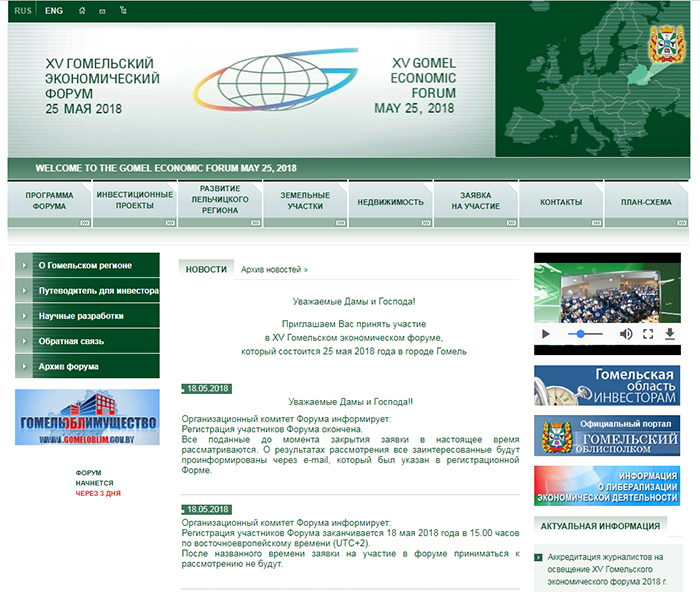 RUS ENG
XV ГОМЕЛЬСКИЙ
ЭКОНОМИЧЕСКИЙ
ФОРУМ
25 МАЯ 2018
XV GOMEL
ECONOMIC
FORUM
MAY 25, 2018
WELCOME TO THE GOMEL ECONOMIC FORUM MAY 25, 2018
ПРОГРАММА
ФОРУМА
ИНВЕСТИЦИОННЫЕ
ПРОЕКТЫ
РАЗВИТИЕ
ЛЕЛЬЧИЦКОГО
РЕГИОНА
ЗЕМЕЛЬНЫЕ
УЧАСТКИ
НЕДВИЖИМОСТЬ
ЗАЯВКА
НА УЧАСТИЕ
КОНТАКТЫ
ПЛАН-СХЕМА
О Гомельском регионе
Путеводитель для инвестора
Научные разработки
Обратная связь
Архив форума
ГОМЕЛЬОБЛИМУЩЕСТВО
WWW.GOMELOBLIM.GOV.BY
ФОРУМ
НАЧНЕТСЯ
ЧЕРЕЗ 3 ДНЯ
НОВОСТИ Архив новостей »
Уважаемые Дамы и Господа!
Приглашаем Вас принять участие
в XV Гомельском экономическом форуме,
который состоится 25 мая 2018 года в городе Гомель
18.05.2018
Уважаемые Дамы и Господа!!
Организационный комитет Форума информирует:
Регистрация участников Форума окончена.
Все поданные до момента закрытия заявки в настоящее время
рассматриваются. О результатах рассмотрения все заинтересованные будут
проинформированы через e-mail, который был указан в регистрационной
Форме.
18.05.2018
Организационный комитет Форума информирует:
Регистрация участников Форума заканчивается 18 мая 2018 года в 15.00 часов
по восточноевропейскому времени (UTC+2).
После названного времени заявки на участие в форуме приниматься к
рассмотрению не будут.
Гомельская
область
ИНВЕСТОРАМ
Официальный портал
ГОМЕЛЬСКИЙ
ОБЛИСПОЛКОМ
ИНФОРМАЦИЯ
О ЛИБЕРАЛИЗАЦИИ
ЭКОНОМИЧЕСКОЙ ДЕЯТЕЛЬНОСТИ
АКТУАЛЬНАЯ ИНФОРМАЦИЯ
Аккредитация журналистов на
освещение XV Гомельского
экономического форума 2018 г.